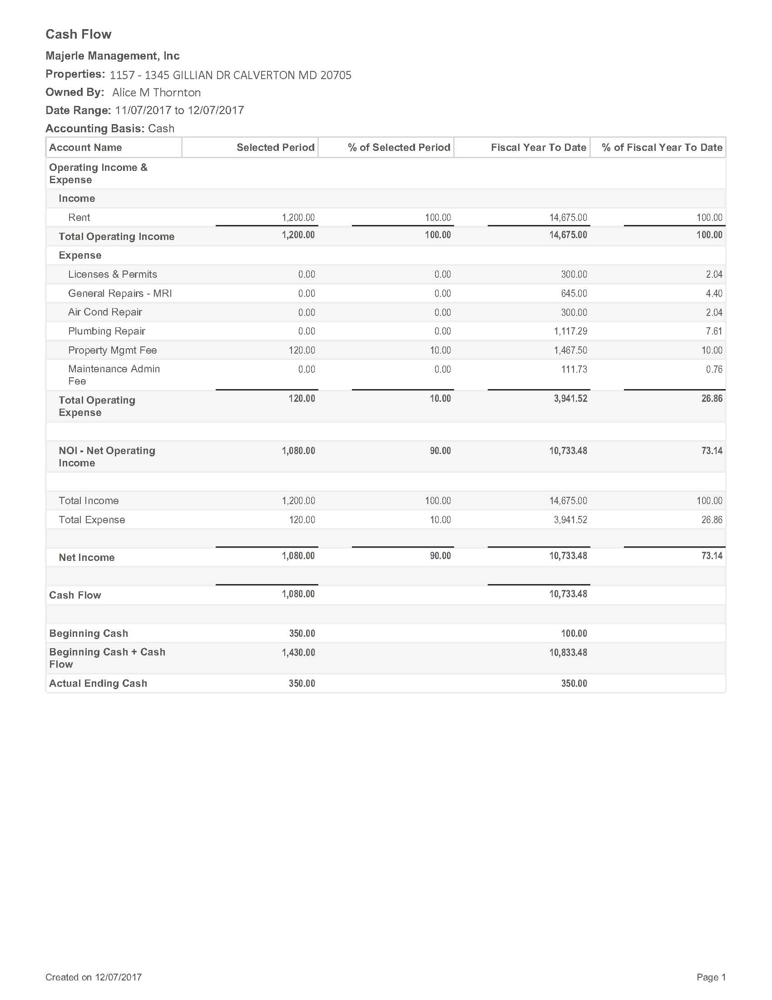 Cash Flow
Majerle Management, Inc
Properties: 1157 - 1345 GILLIAN DR CALVERTON MD 20705
Owned By: Alice M Thornton
Date Range: 11/07/2017 to 12/07/2017
Accounting Basis: Cash
Account Name Selected Period % of Selected Period Fiscal Year To Date % of Fiscal Year To Date
Operating Income &
Expense
Income
Rent 1,200.00 100.00 14,675.00 100.00
Total Operating Income 1,200.00 100.00 14,675.00 100.00
Expense
Licenses & Permits 0.00 0.00 300.00 2.04
General Repairs - MRI 0.00 0.00 645.00 4.40
Air Cond Repair 0.00 0.00 300.00 2.04
Plumbing Repair 0.00 0.00 1,117.29 7.61
Property Mgmt Fee 120.00 10.00 1,467.50 10.00
Maintenance Admin 0.00 0.00 111.73 0.76
Fee
Total Operating 120.00 10.00 3,941.52 26.86
Expense
NOI - Net Operating 1,080.00 90.00 10,733.48 73.14
Income
Total Income 1,200.00 100.00 14,675.00 100.00
Total Expense 120.00 10.00 3,941.52 26.86
Net Income 1,080.00 90.00 10,733.48 73.14
Cash Flow 1,080.00 10,733.48
Beginning Cash 350.00 100.00
Beginning Cash + Cash 1,430.00 10,833.48
Flow
Actual Ending Cash 350.00 350.00
Created on 12/07/2017 Page 1